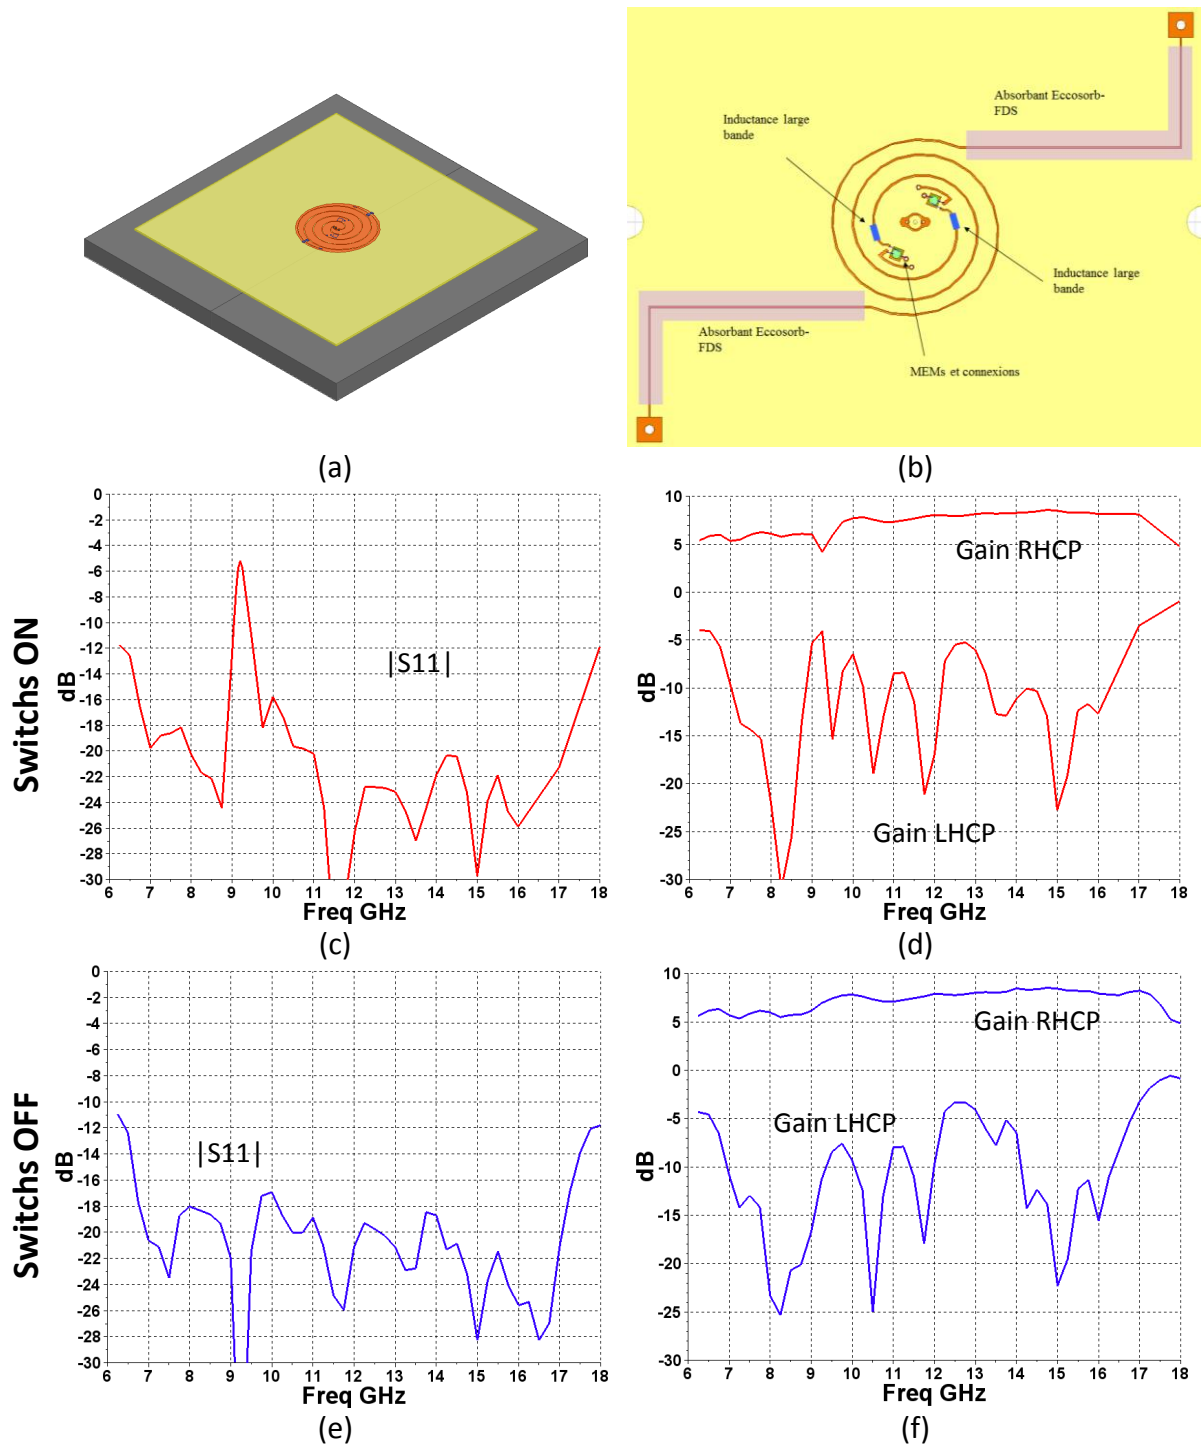 Absorbant Eccosorb-
FDS
Inductance large
bande
Inductance large
bande
Absorbant Eccosorb-
FDS
MEMs et connexions
(a)
(b)
Switchs ON
0
-2
-4
-6
-8
-10
-12
-14
-16
-18
-20
-22
-24
-26
-28
-30
dB
|S11|
6 7 8 9 10 11 12 13 14 15 16 17 18
Freq GHz
(c)
10
5
0
-5
-10
-15
-20
-25
-30
dB
Gain RHCP
Gain LHCP
6 7 8 9 10 11 12 13 14 15 16 17 18
Freq GHz
(d)
Switchs OFF
0
-2
-4
-6
-8
-10
-12
-14
-16
-18
-20
-22
-24
-26
-28
-30
dB
|S11|
6 7 8 9 10 11 12 13 14 15 16 17 18
Freq GHz
(e)
10
5
0
-5
-10
-15
-20
-25
-30
dB
Gain RHCP
Gain LHCP
6 7 8 9 10 11 12 13 14 15 16 17 18
Freq GHz
(f)